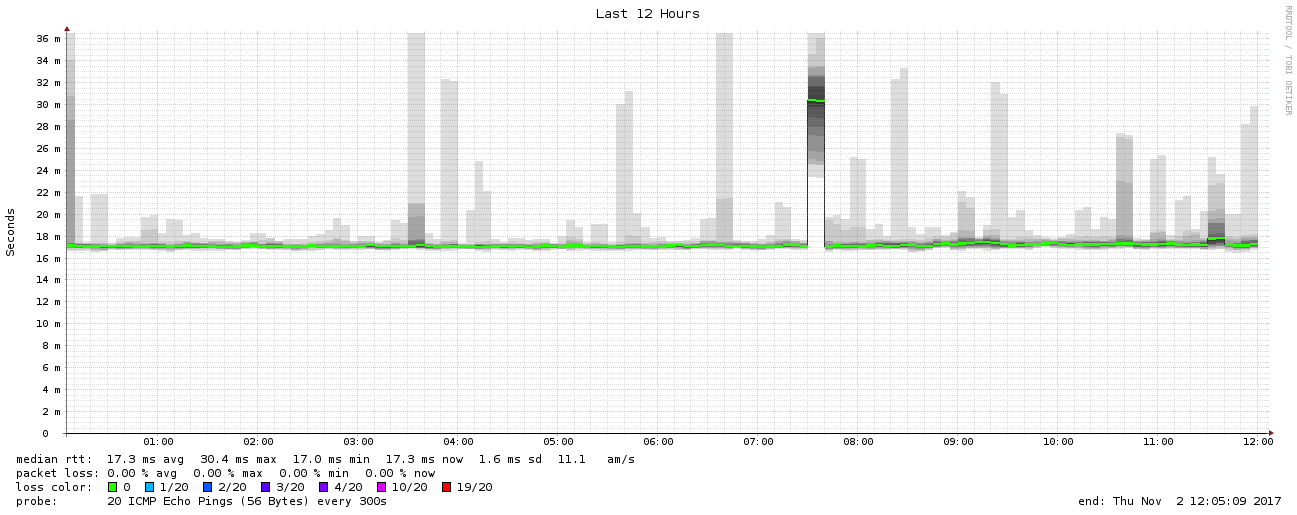 Last 12 Hours
RRDTOOL / TOBI OETIKER
Seconds
36 m
34 m
32 m
30 m
28 m
26 m
24 m
22 m
20 m
18 m
16 m
14 m
12 m
10 m
8 m
6 m
4 m
2 m
0
01:00 02:00 03:00 04:00 05:00 06:00 07:00 08:00 09:00 10:00 11:00 12:00
median rtt: 17.3 ms avg 30.4 ms max 17.0 ms min 17.3 ms now 1.6 ms sd 11.1 am/s
packet loss: 0.00 % avg 0.00 % max 0.00 % min 0.00 % now
loss color: 0 1/20 2/20 3/20 4/20 10/20 19/20
probe: 20 ICMP Echo Pings (56 Bytes) every 300s end: Thu Nov 2 12:05:09 2017